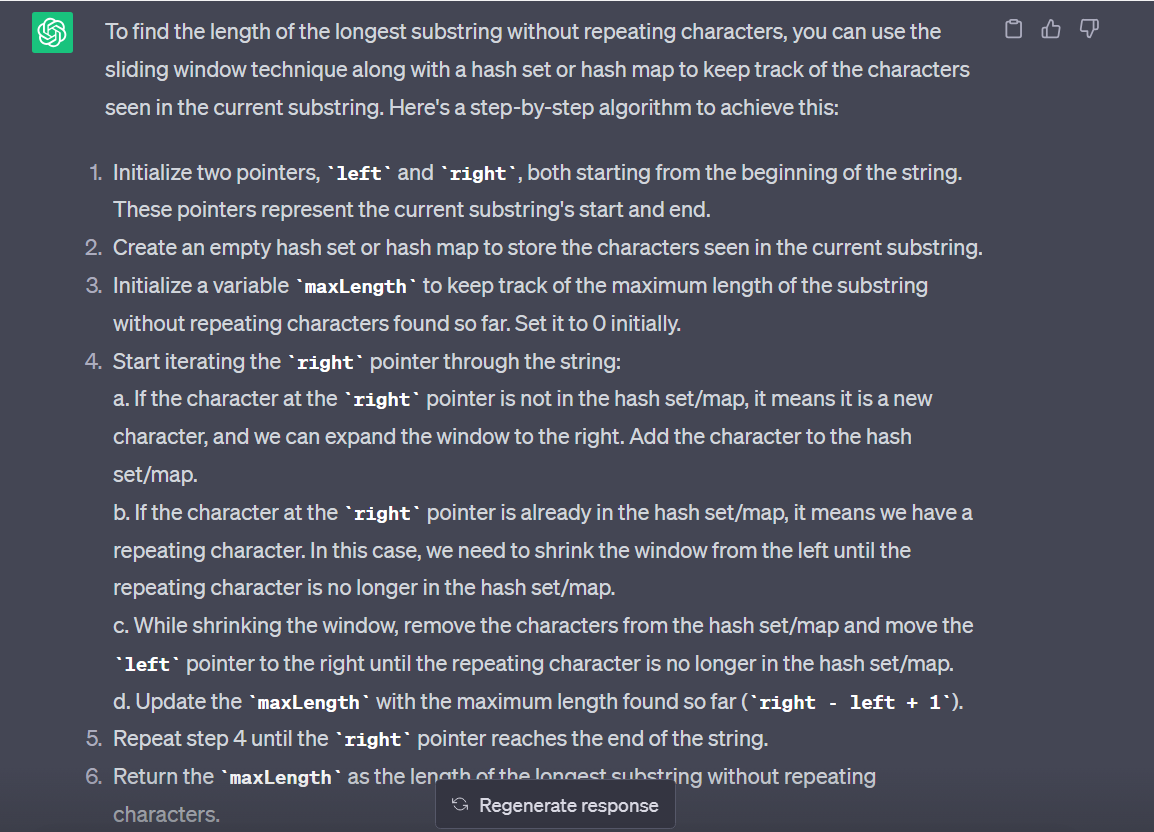 To find the length of the longest substring without repeating characters, you can use the
sliding window technique along with a hash set or hash map to keep track of the characters
seen in the current substring. Here's a step-by-step algorithm to achieve this:
1. Initialize two pointers, `left` and `right`, both starting from the beginning of the string.
These pointers represent the current substring's start and end.
2. Create an empty hash set or hash map to store the characters seen in the current substring.
3. Initialize a variable `maxLength` to keep track of the maximum length of the substring
without repeating characters found so far. Set it to 0 initially.
4. Start iterating the `right` pointer through the string:
a. If the character at the `right` pointer is not in the hash set/map, it means it is a new
character, and we can expand the window to the right. Add the character to the hash
set/map.
b. If the character at the `right` pointer is already in the hash set/map, it means we have a
repeating character. In this case, we need to shrink the window from the left until the
repeating character is no longer in the hash set/map.
c. While shrinking the window, remove the characters from the hash set/map and move the
`left` pointer to the right until the repeating character is no longer in the hash set/map.
d. Update the `maxLength` with the maximum length found so far (`right - left + 1`).
5. Repeat step 4 until the `right` pointer reaches the end of the string.
6. Return the `maxLength` as the length of the longest substring without repeating
characters.
Regenerate response